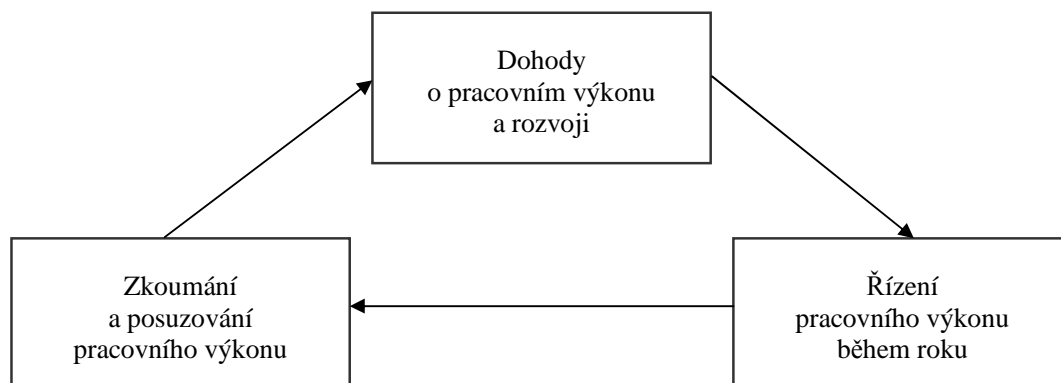 Dohody
o pracovním výkonu
a rozvoji
Zkoumání
a posuzování
pracovního výkonu
Řízení
pracovního výkonu
během roku